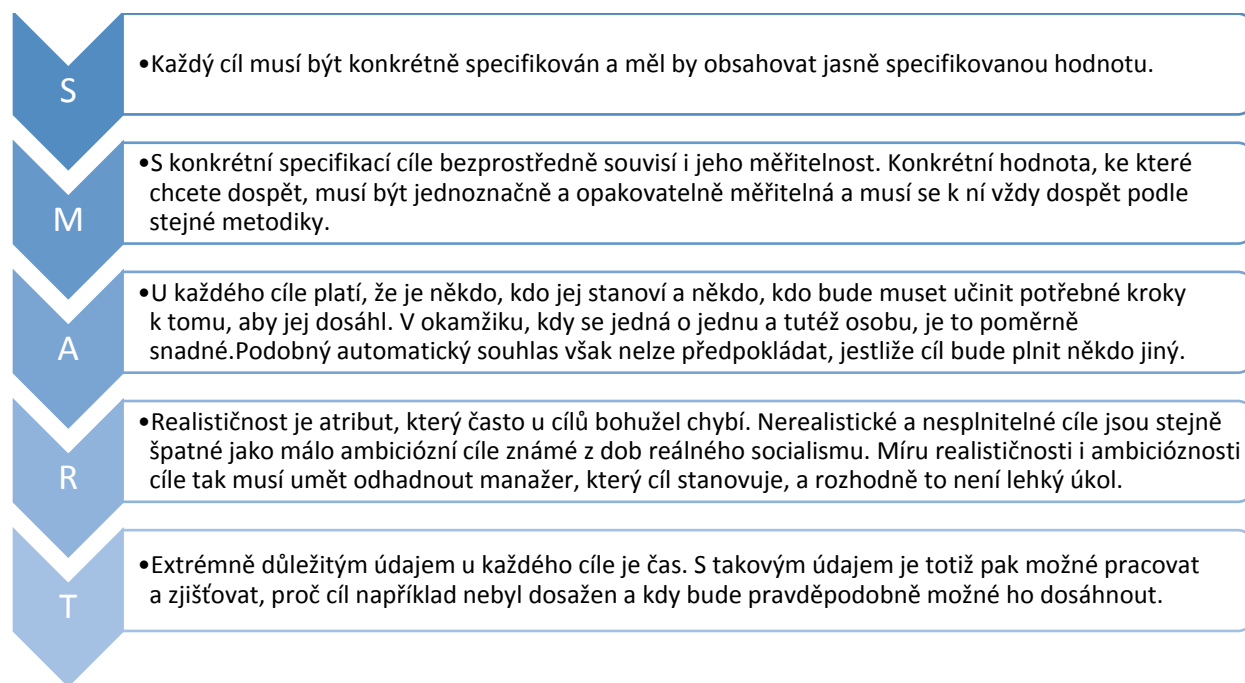 S
•Každý cíl musí být konkrétně specifikován a měl by obsahovat jasně specifikovanou hodnotu.
M
•S konkrétní specifikací cíle bezprostředně souvisí i jeho měřitelnost. Konkrétní hodnota, ke které
chcete dospět, musí být jednoznačně a opakovatelně měřitelná a musí se k ní vždy dospět podle
stejné metodiky.
A
•U každého cíle platí, že je někdo, kdo jej stanoví a někdo, kdo bude muset učinit potřebné kroky
k tomu, aby jej dosáhl. V okamžiku, kdy se jedná o jednu a tutéž osobu, je to poměrně
snadné.Podobný automatický souhlas však nelze předpokládat, jestliže cíl bude plnit někdo jiný.
R
•Realističnost je atribut, který často u cílů bohužel chybí. Nerealistické a nesplnitelné cíle jsou stejně
špatné jako málo ambiciózní cíle známé z dob reálného socialismu. Míru realističnosti i ambicióznosti
cíle tak musí umět odhadnout manažer, který cíl stanovuje, a rozhodně to není lehký úkol.
T
•Extrémně důležitým údajem u každého cíle je čas. S takovým údajem je totiž pak možné pracovat
a zjišťovat, proč cíl například nebyl dosažen a kdy bude pravděpodobně možné ho dosáhnout.